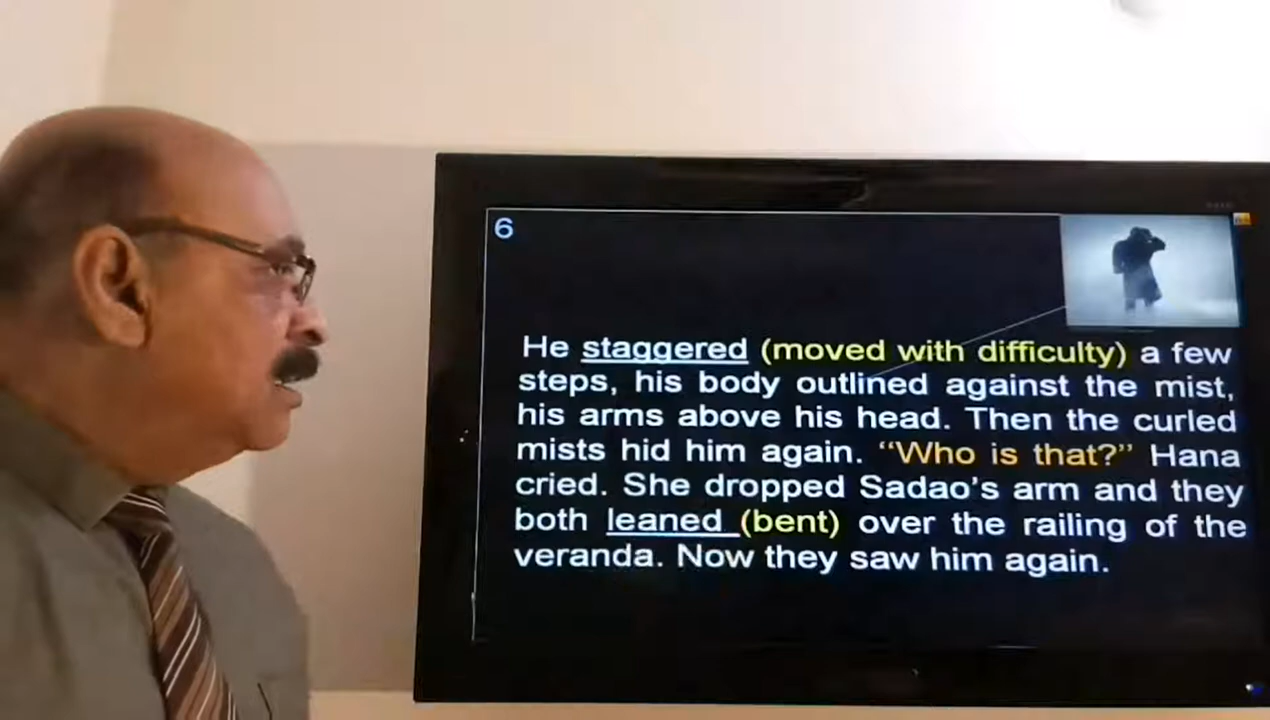 6
He staggered (moved with difficulty) a few
steps, his body outlined against the mist,
his arms above his head. Then the curled
mists hid him again. “Who is that?” Hana
cried. She dropped Sadao’s arm and they
both leaned (bent) over the railing of the
veranda. Now they saw him again.